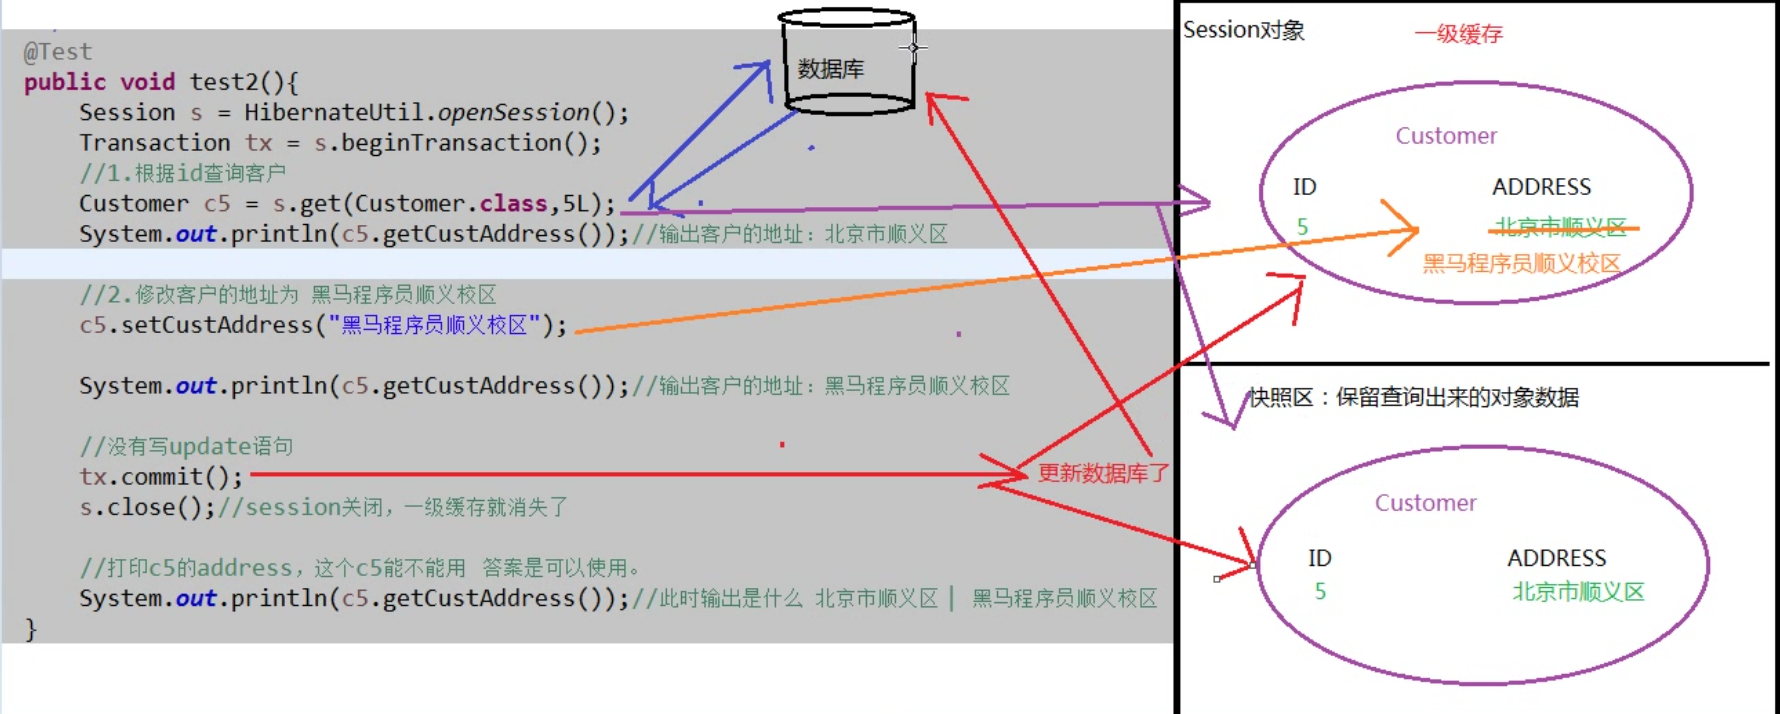 @Test
public void test2(){
Session s = HibernateUtil.openSession();
Transaction tx = s.beginTransaction();
//1.根据id查询客户
Customer c5 = s.get(Customer.class,5L);
System.out.println(c5.getCustAddress());//输出客户的地址：北京市顺义区
//2.修改客户的地址为 黑马程序员顺义校区
c5.setCustAddress("黑马程序员顺义校区");
System.out.println(c5.getCustAddress());//输出客户的地址：黑马程序员顺义校区
//没有写update语句
tx.commit();
s.close();//session关闭，一级缓存就消失了
//打印c5的address，这个c5能不能用 答案是可以使用。
System.out.println(c5.getCustAddress());//此时输出是什么 北京市顺义区| 黑马程序员顺义校区
}
数据库
更新数据库了
Session对象 一级缓存
Customer
ID ADDRESS
5 北京市顺义区
黑马程序员顺义校区
快照区：保留查询出来的对象数据
Customer
ID ADDRESS
5 北京市顺义区